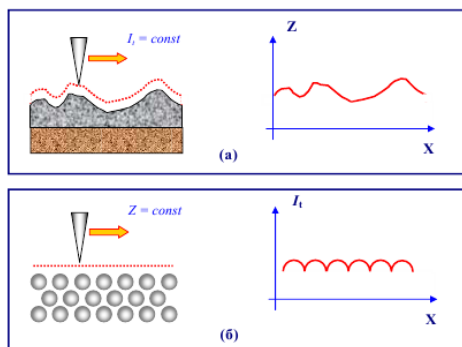 I_t = const
Z
X
(а)
Z = const
I_t
X
(б)